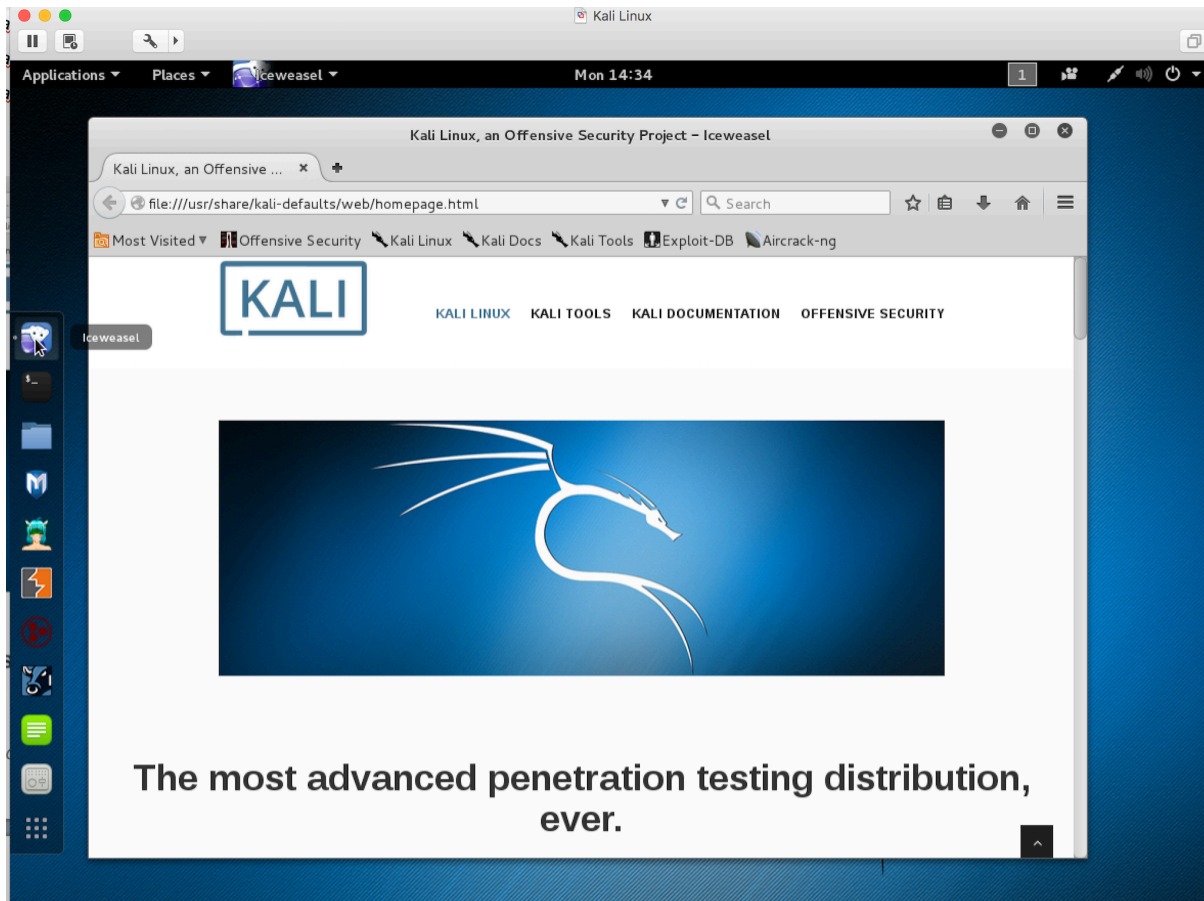 Kali Linux
Applications Places Iceweasel Mon 14:34 1
Kali Linux, an Offensive Security Project – Iceweasel
Kali Linux, an Offensive ...
file:///usr/share/kali-defaults/web/homepage.html Search
Most Visited Offensive Security Kali Linux Kali Docs Kali Tools Exploit-DB Aircrack-ng
KALI
KALI LINUX KALI TOOLS KALI DOCUMENTATION OFFENSIVE SECURITY
Iceweasel
$_
The most advanced penetration testing distribution,
ever.